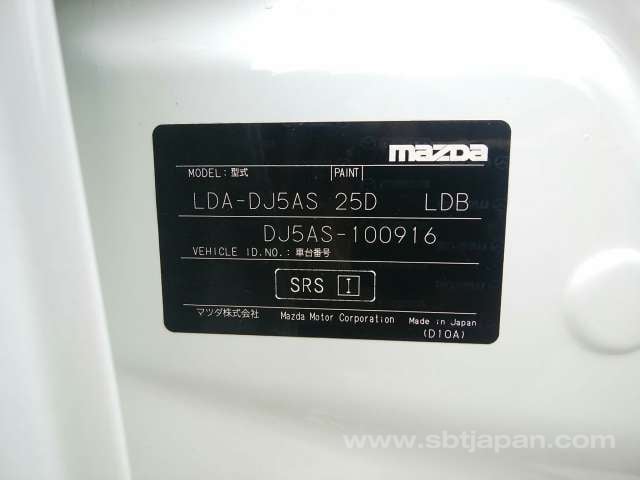 mazda
MODEL:型式 PAINT
LDA-DJ5AS 25D LDB
DJ5AS-100916
VEHICLE ID.NO.:車台番号
SRS I
マツダ株式会社 Mazda Motor Corporation Made in Japan
(D10A)
www.sbtjapan.com